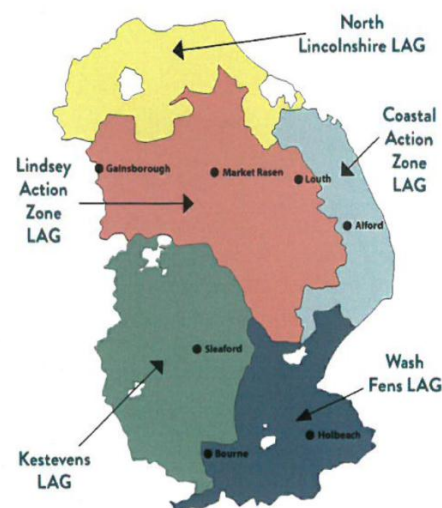 North
Lincolnshire LAG
Coastal
Action
Zone
LAG
Lindsey
Action
Zone
LAG
Gainsborough
Market Rasen
Louth
Alford
Sleaford
Wash
Fens LAG
Holbeach
Bourne
Kestevens
LAG